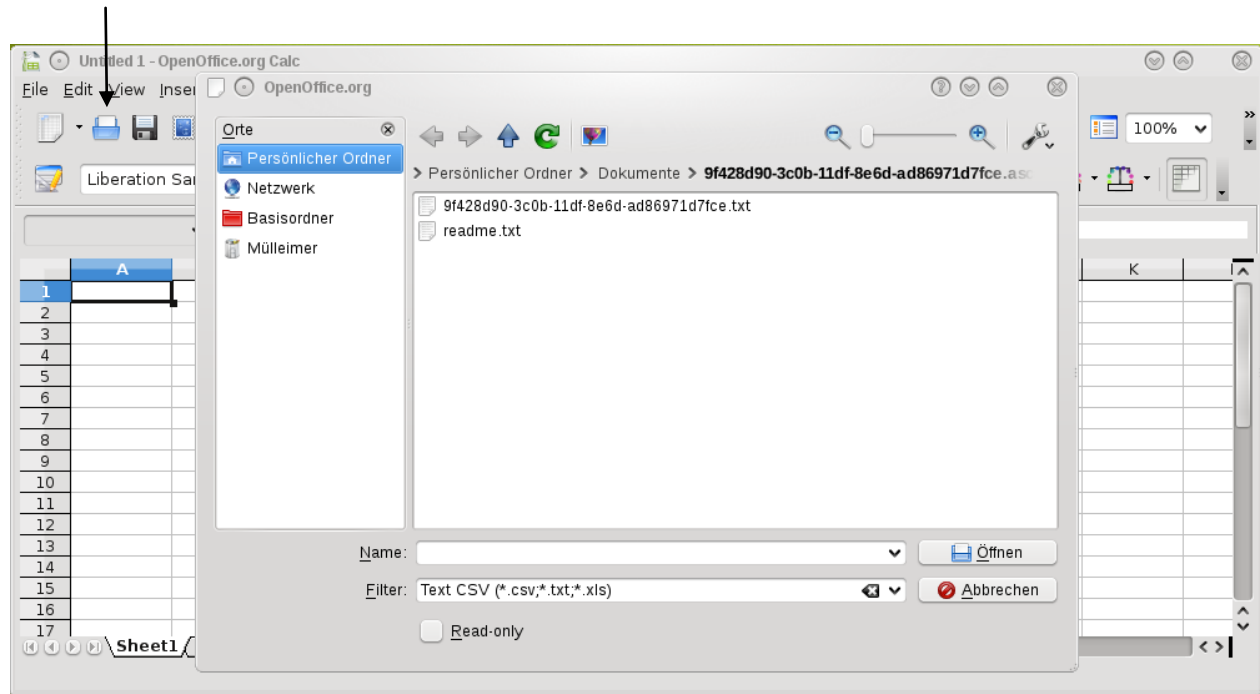 Untitled 1 - OpenOffice.org Calc
File Edit View Inser
OpenOffice.org
Orte
Persönlicher Ordner
Netzwerk
Basisordner
Mülleimer
100%
»
Liberation Sa
> Persönlicher Ordner > Dokumente > 9f428d90-3c0b-11df-8e6d-ad86971d7fce.asc
9f428d90-3c0b-11df-8e6d-ad86971d7fce.txt
readme.txt
A
K
1
2
3
4
5
6
7
8
9
10
11
12
13
14
15
16
17
Name:
Öffnen
Filter: Text CSV (*.csv;*.txt;*.xls)
Abbrechen
Read-only
Sheet1